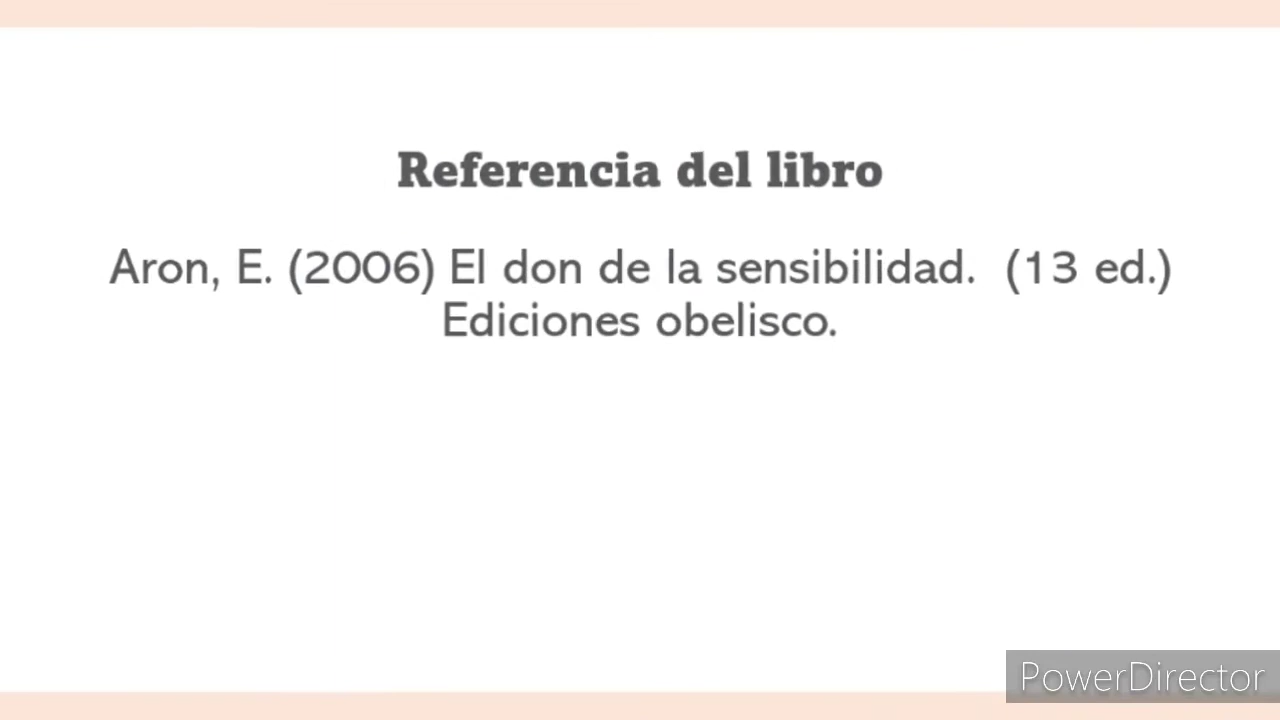 Referencia del libro
Aron, E. (2006) El don de la sensibilidad. (13 ed.)
Ediciones obelisco.
PowerDirector